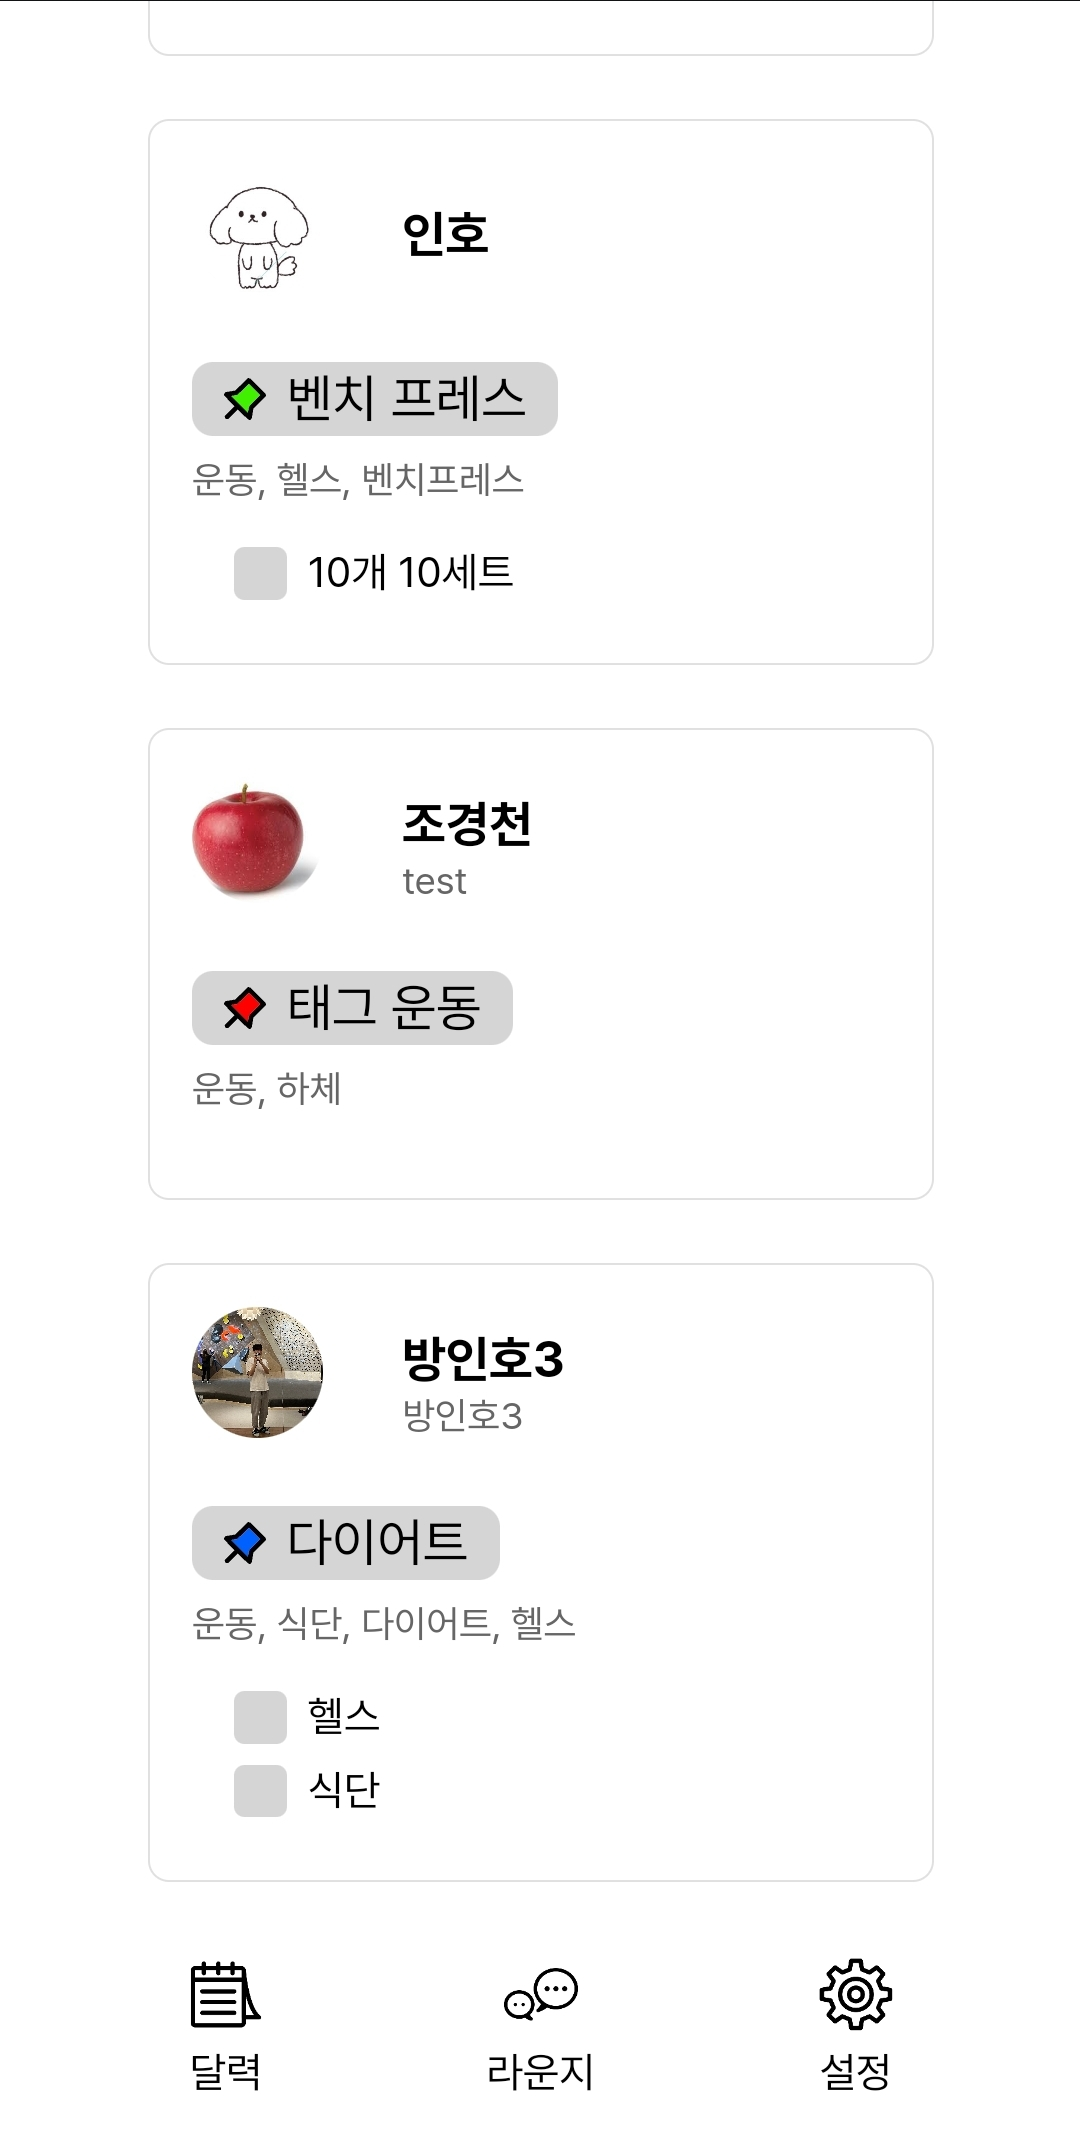 인호
벤치 프레스
운동, 헬스, 벤치프레스
10개 10세트
조경천
test
태그 운동
운동, 하체
방인호3
방인호3
다이어트
운동, 식단, 다이어트, 헬스
헬스
식단
달력
라운지
설정